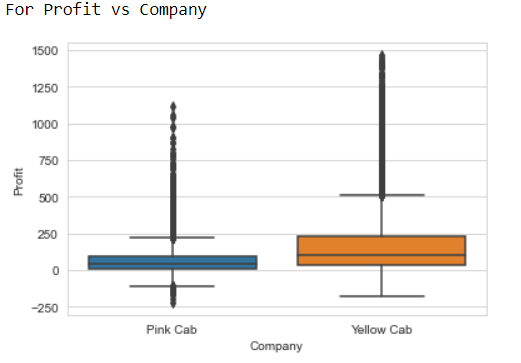 For Profit vs Company
1500
1250
1000
750
500
250
0
−250
Profit
Pink Cab
Yellow Cab
Company